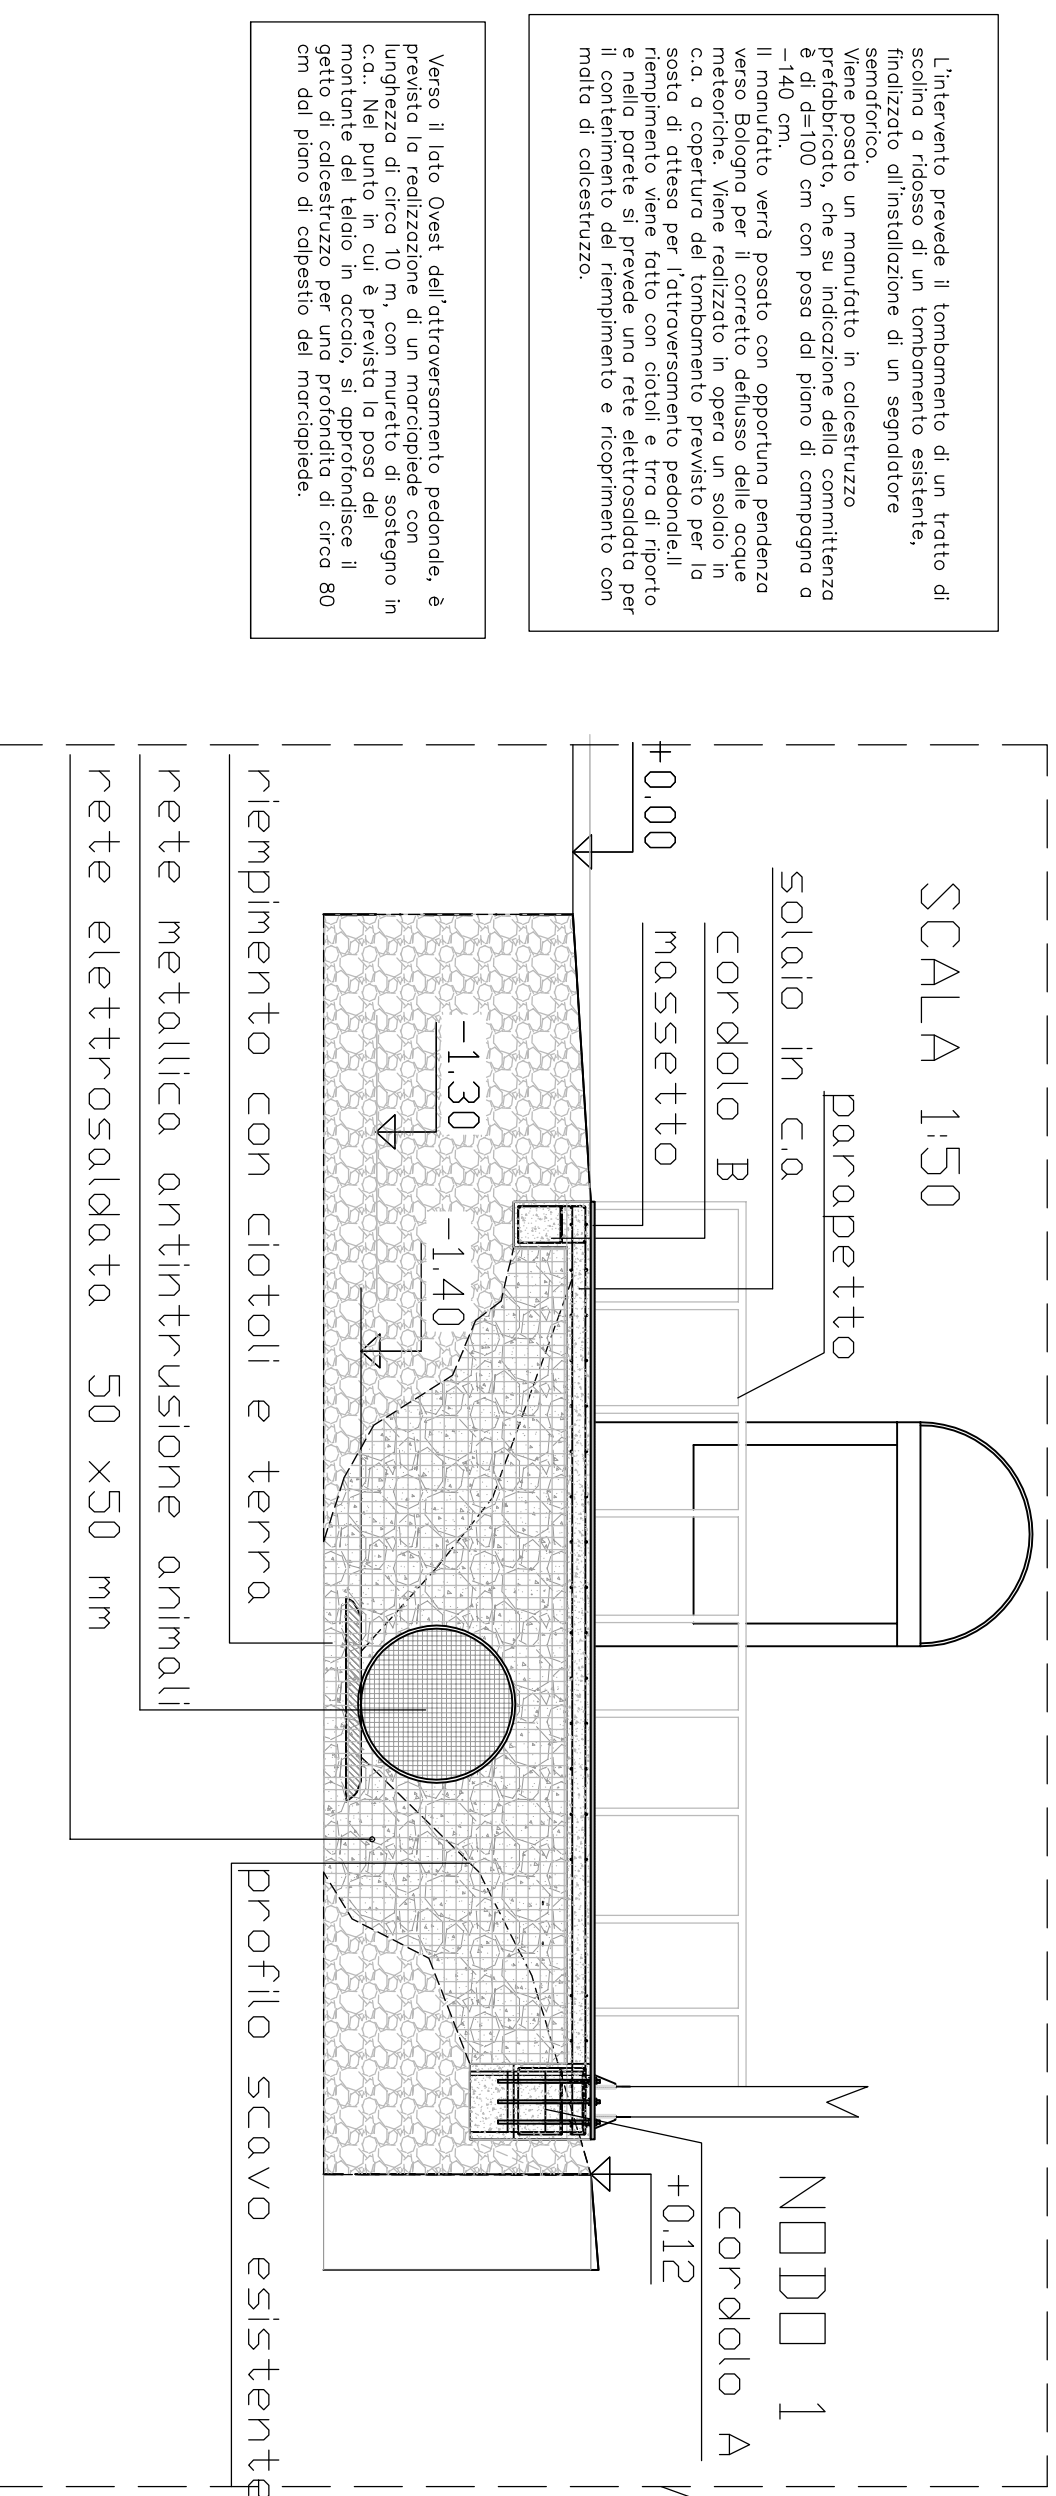 L'intervento prevede il tombamento di un tratto di
scolina a ridosso di un tombamento esistente,
finalizzato all'installazione di un segnalatore
semaforico.
Viene posato un manufatto in calcestruzzo
prefabbricato, che su indicazione della committenza
è di d=100 cm con posa dal piano di campagna a
-140 cm.
Il manufatto verrà posato con opportuna pendenza
verso Bologna per il corretto deflusso delle acque
meteoriche. Viene realizzato in opera un solaio in
c.a. a copertura del tombamento prevvisto per la
sosta di attesa per l'attraversamento pedonale.Il
riempimento viene fatto con ciotoli e trra di riporto
e nella parete si prevede una rete elettrosaldata per
il contenimento del riempimento e ricoprimento con
malta di calcestruzzo.
Verso il lato Ovest dell'attraversamento pedonale, è
prevista la realizzazione di un marciapiede con
lunghezza di circa 10 m, con muretto di sostegno in
c.a.. Nel punto in cui è prevista la posa del
montante del telaio in accaio, si approfondisce il
getto di calcestruzzo per una profondita di circa 80
cm dal piano di calpestio del marciapiede.
SCALA 1:50
NODO 1
parapetto
solaio in c.a
cordolo B
cordolo A
massetto
+0.00
+0.12
-1.30
-1.40
riempimento con ciotoli e terra
profilo scavo esistente
rete metallica antintrusione animali
rete elettrosaldata 50 x50 mm